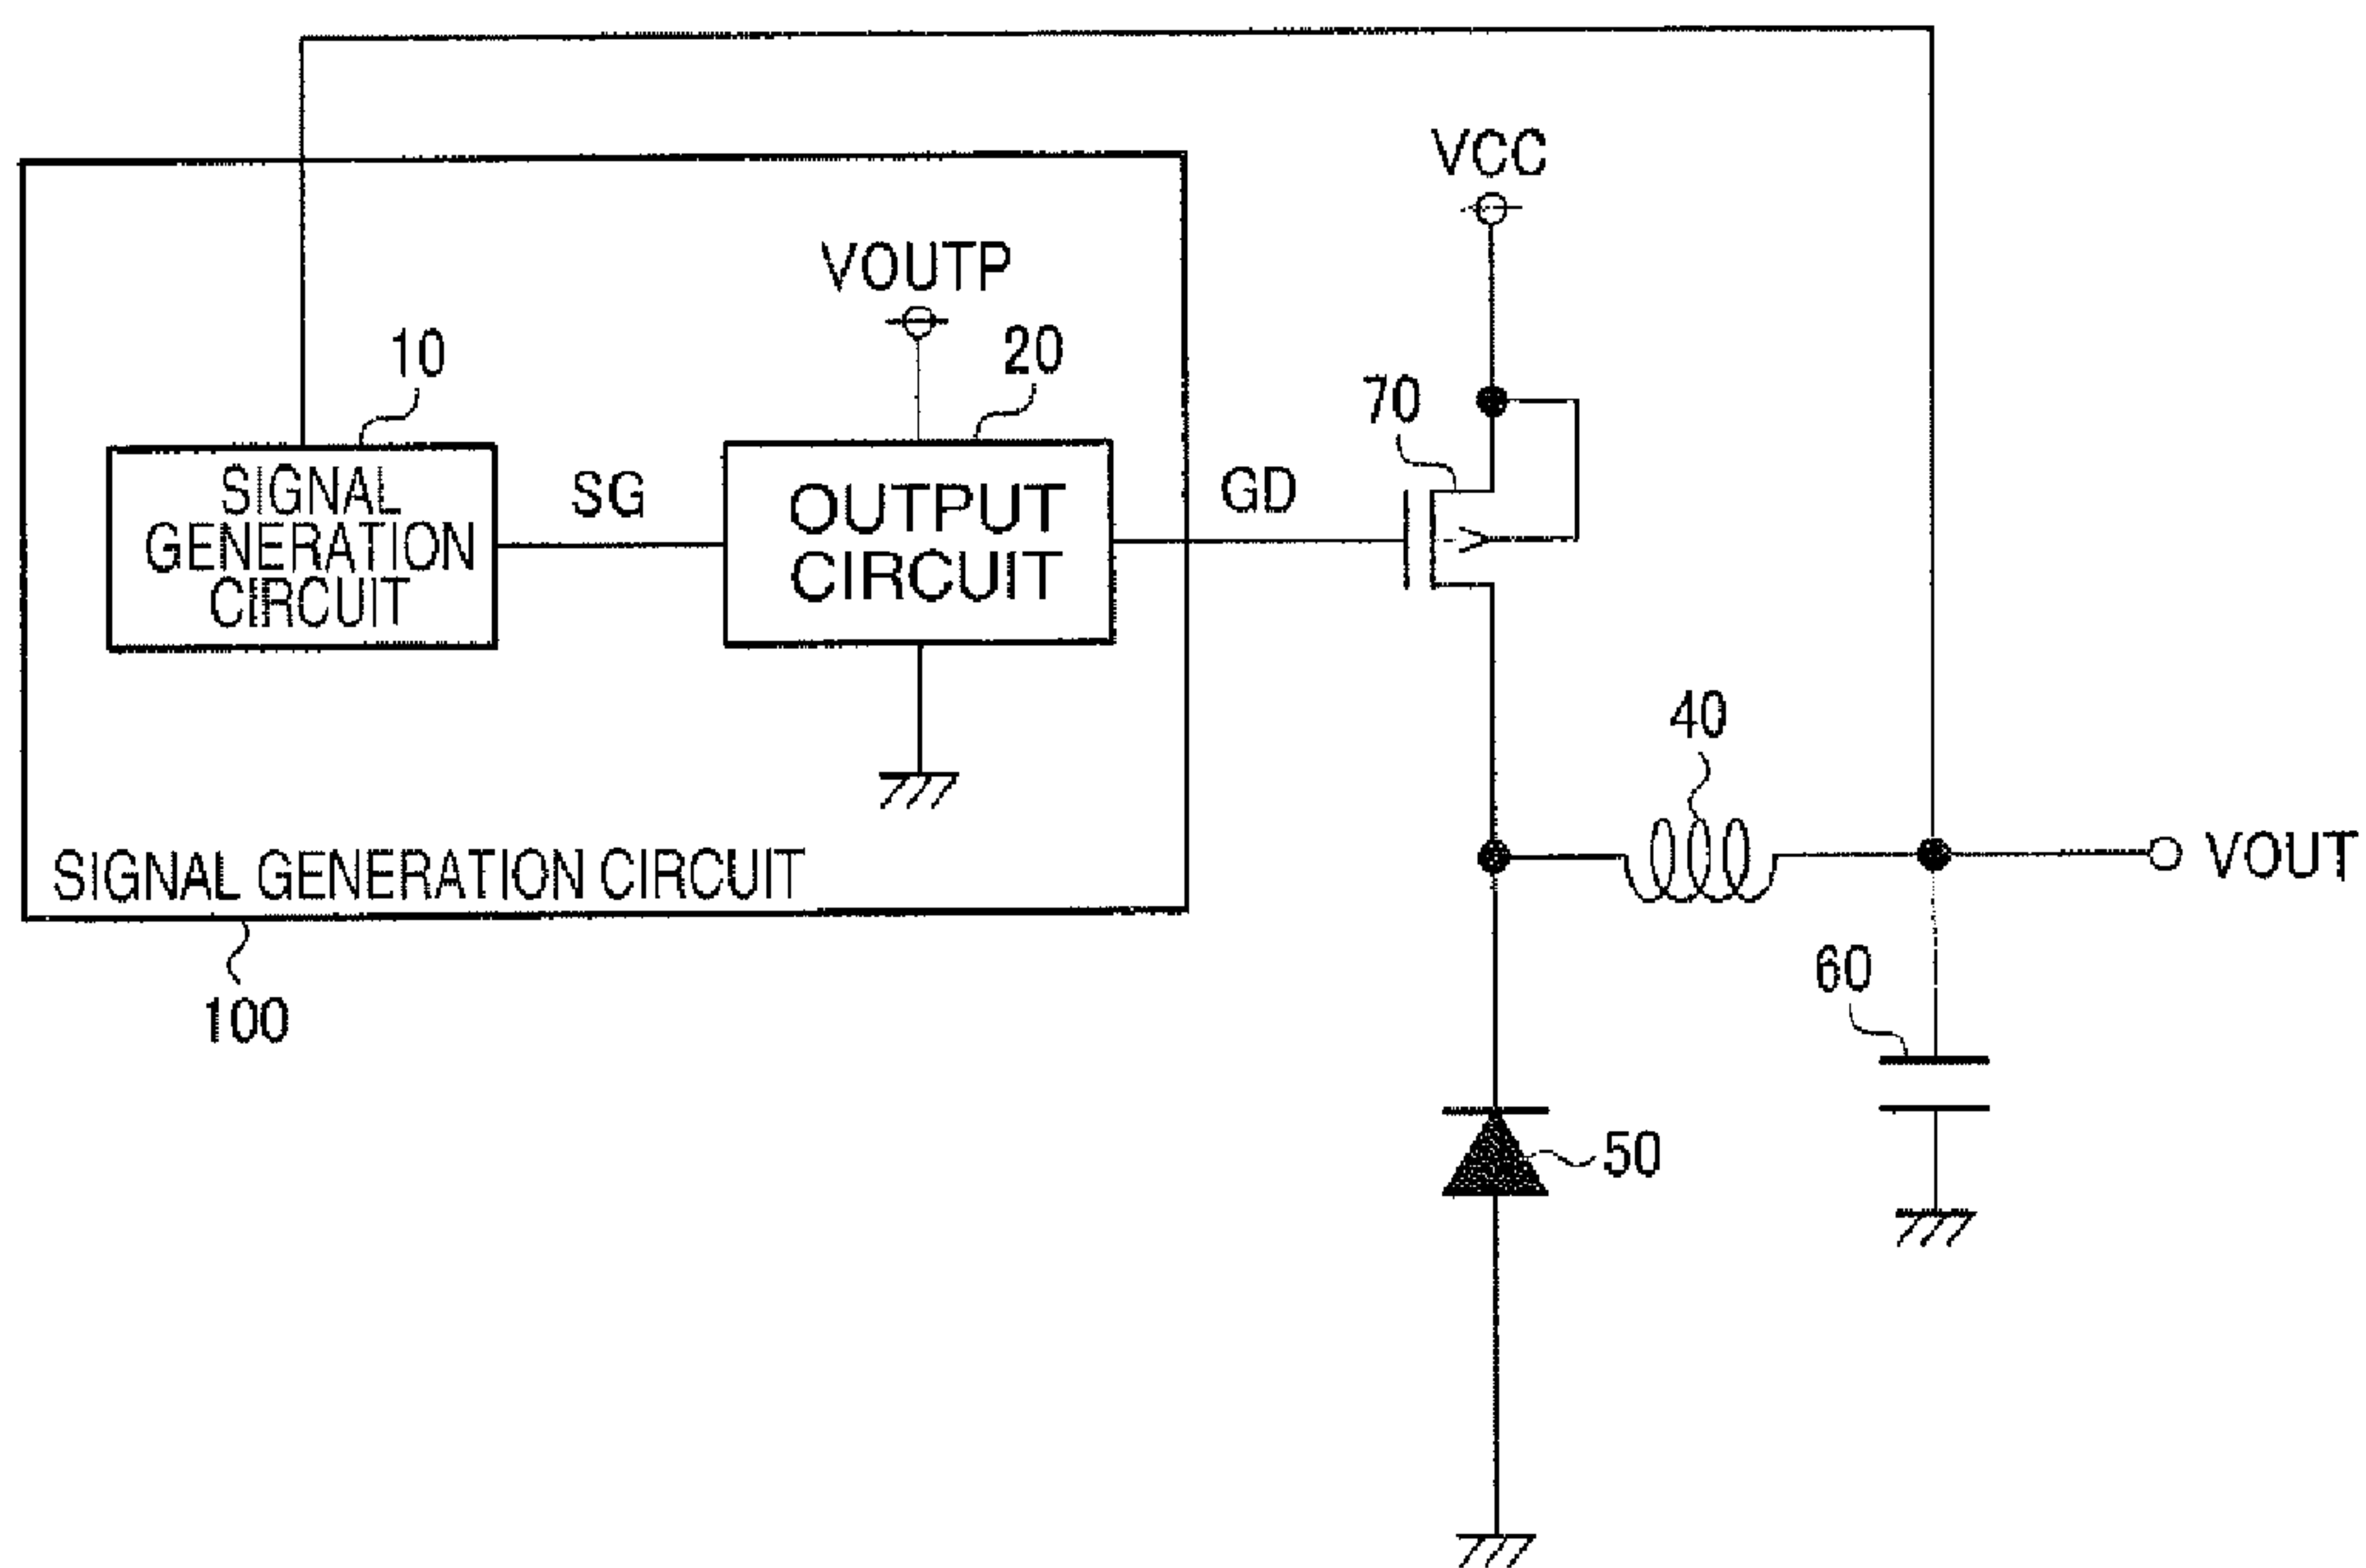 VCC
VOUTP
10
20
70
SIGNAL
GENERATION
CIRCUIT
SG
OUTPUT
CIRCUIT
GD
40
VOUT
SIGNAL GENERATION CIRCUIT
60
100
50